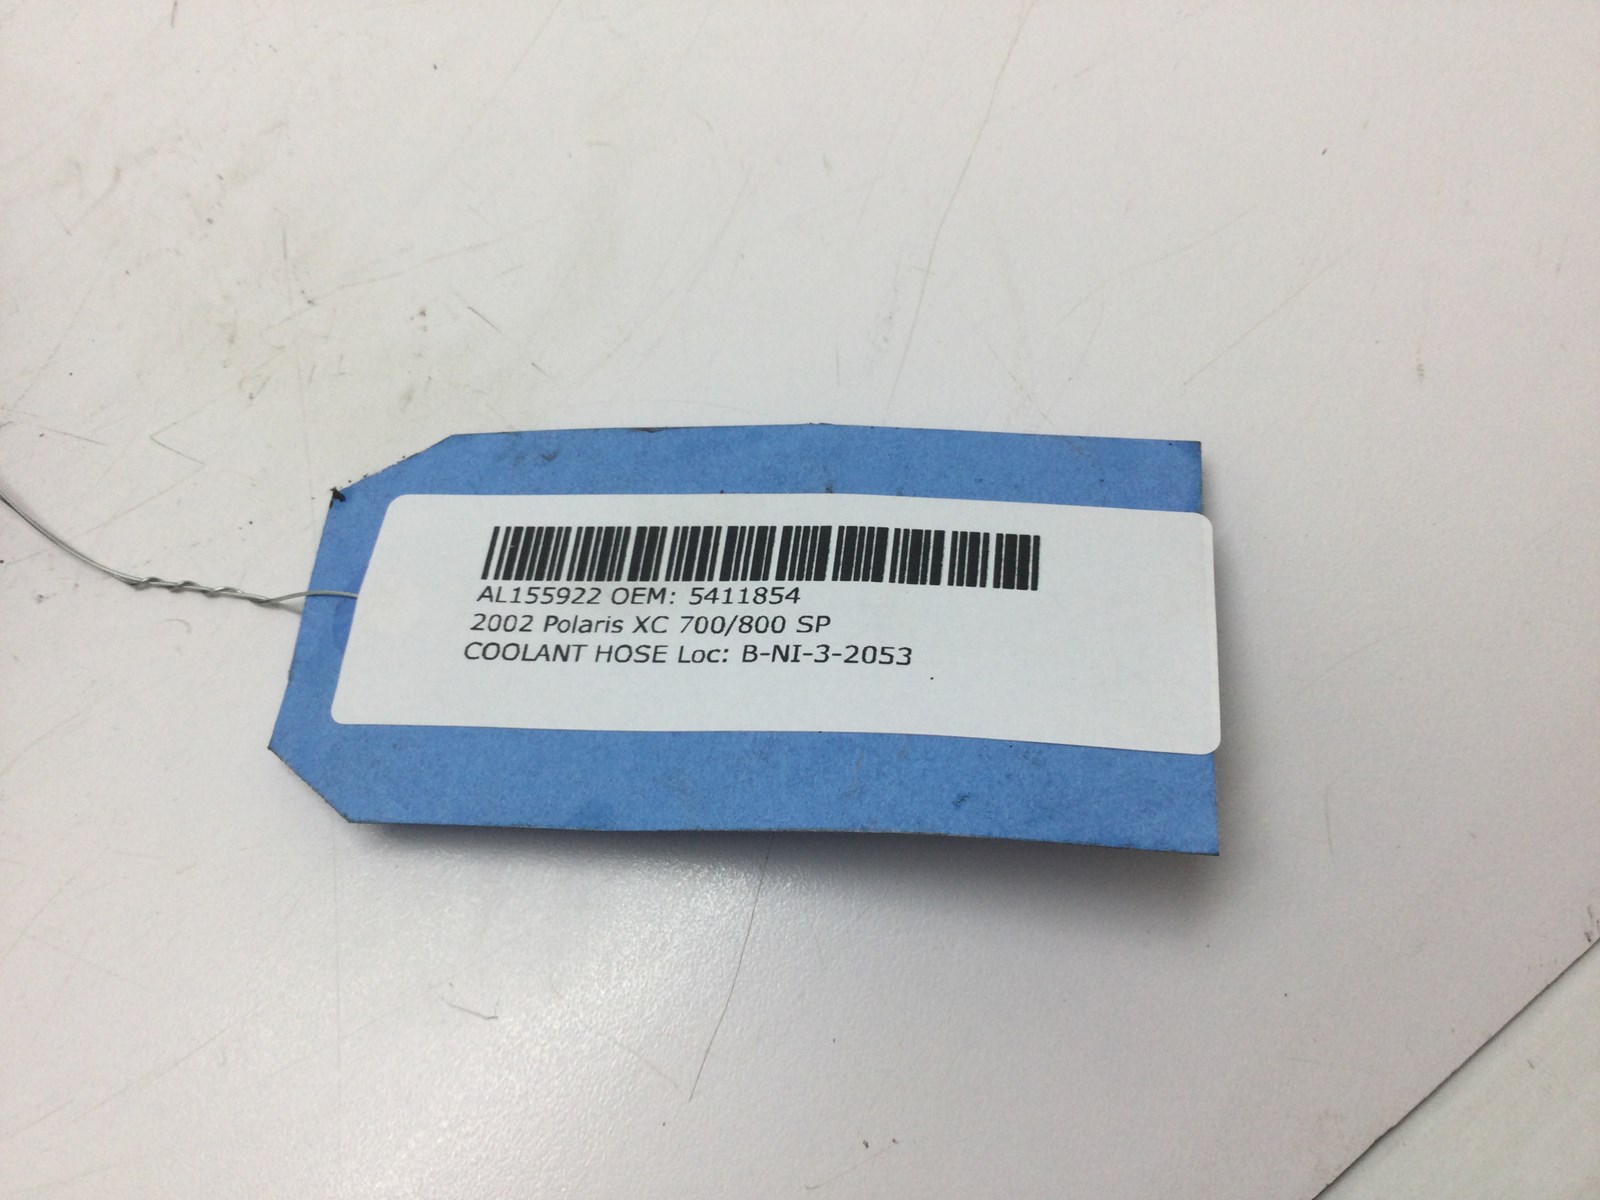 AL155922 OEM: 5411854
2002 Polaris XC 700/800 SP
COOLANT HOSE Loc: B-NI-3-2053